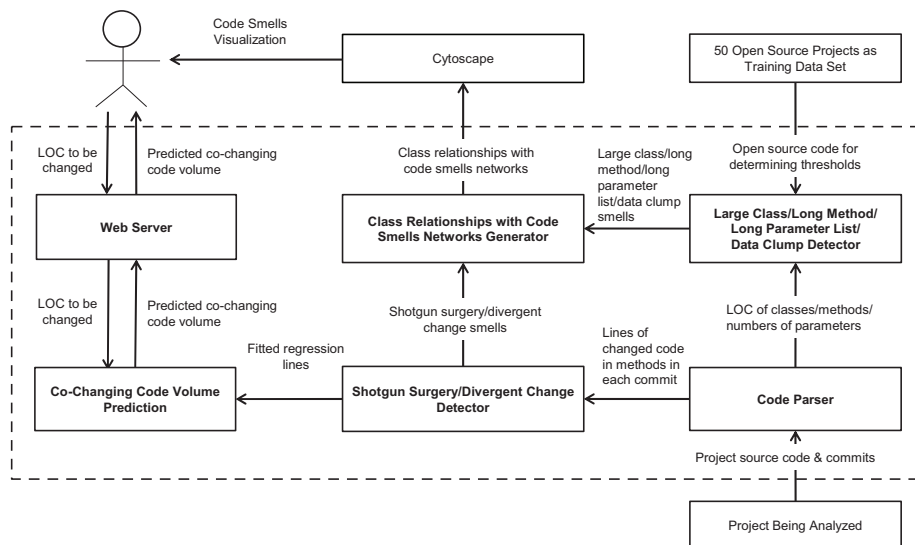 Code Smells
Visualization
Cytoscape
50 Open Source Projects as
Training Data Set
LOC to be
changed
Predicted co-changing
code volume
Class relationships with
code smells networks
Large class/long
method/long
parameter
list/data clump
smells
Open source code for
determining thresholds
Web Server
Class Relationships with Code
Smells Networks Generator
Large Class/Long Method/
Long Parameter List/
Data Clump Detector
LOC to be
changed
Predicted co-changing
code volume
Shotgun surgery/divergent
change smells
LOC of classes/methods/
numbers of parameters
Fitted regression
lines
Lines of
changed code
in methods in
each commit
Co-Changing Code Volume
Prediction
Shotgun Surgery/Divergent Change
Detector
Code Parser
Project source code & commits
Project Being Analyzed